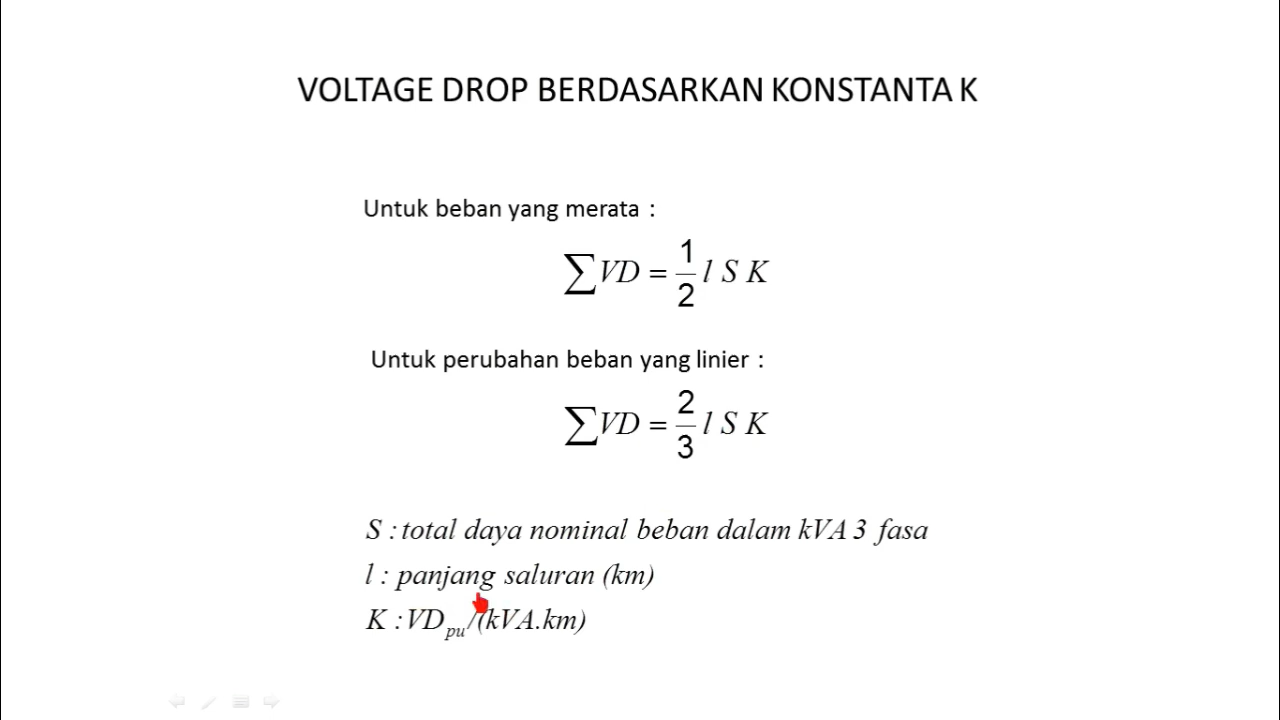 VOLTAGE DROP BERDASARKAN KONSTANTA K
Untuk beban yang merata :
∑VD = 1/2 l S K
Untuk perubahan beban yang linier :
∑VD = 2/3 l S K
S : total daya nominal beban dalam kVA 3 fasa
l : panjang saluran (km)
K : VD_pu/(kVA.km)